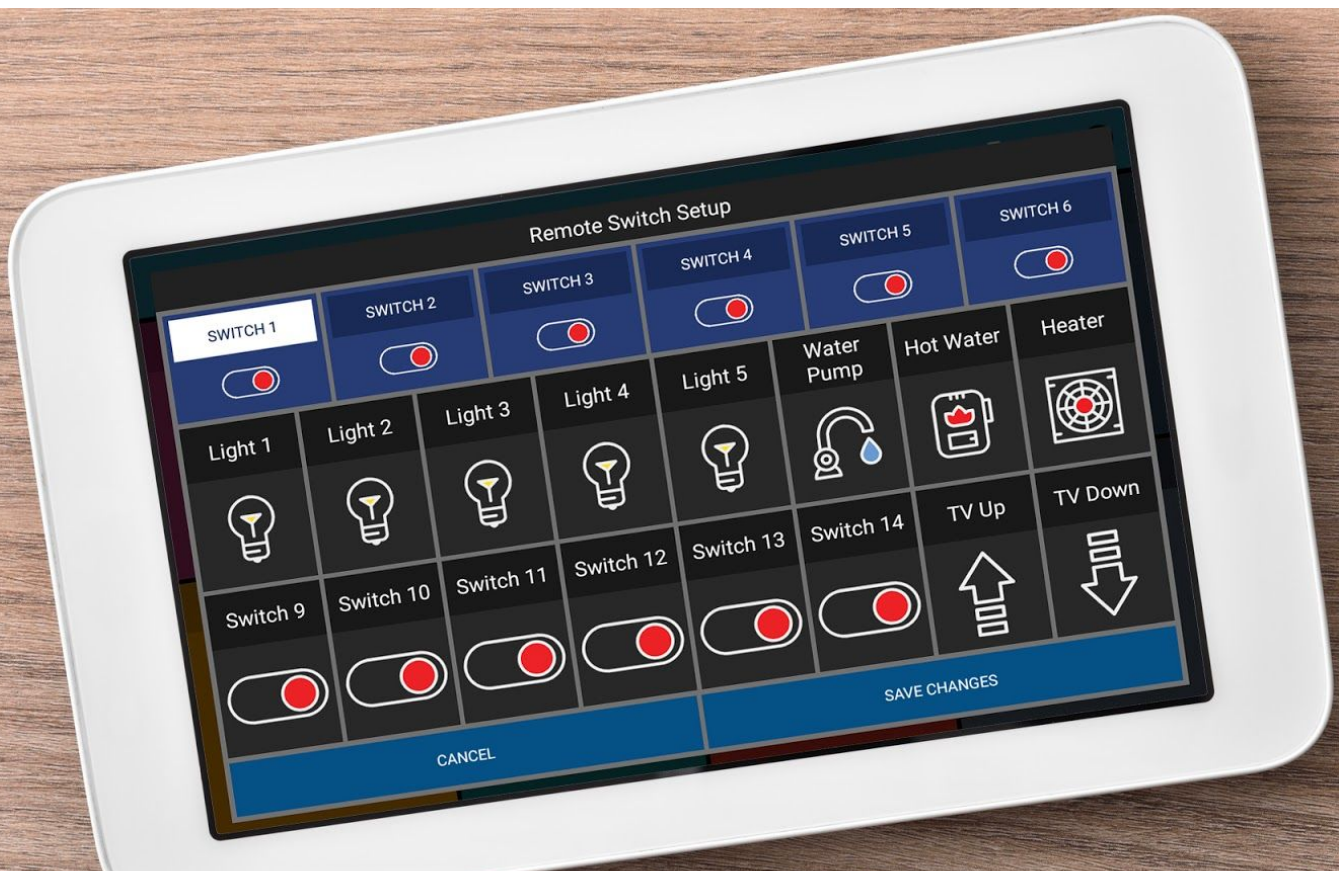 Remote Switch Setup
SWITCH 1
SWITCH 2
SWITCH 3
SWITCH 4
SWITCH 5
SWITCH 6
Light 1
Light 2
Light 3
Light 4
Light 5
Water
Pump
Hot Water
Heater
Switch 9
Switch 10
Switch 11
Switch 12
Switch 13
Switch 14
TV Up
TV Down
CANCEL
SAVE CHANGES